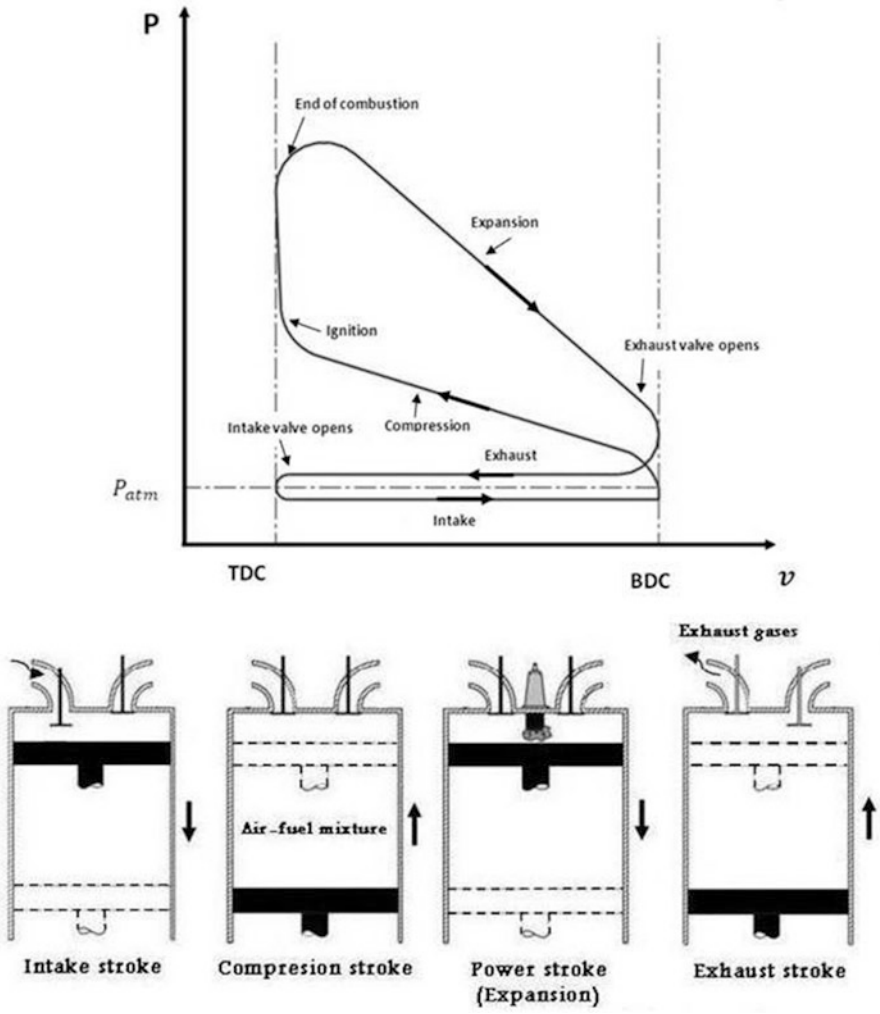 P
End of combustion
Expansion
Ignition
Exhaust valve opens
Intake valve opens
Compression
Exhaust
P_atm
Intake
TDC
BDC
v
Exhaust gases
Air-fuel mixture
Intake stroke
Compresion stroke
Power stroke
(Expansion)
Exhaust stroke